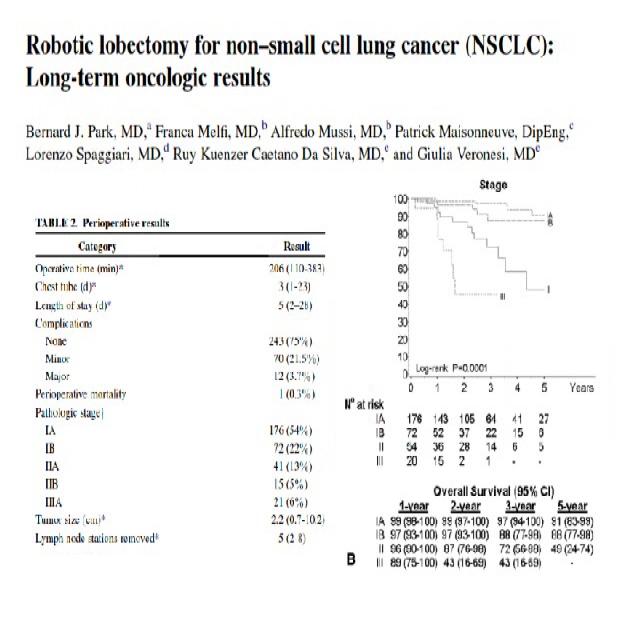 Robotic lobectomy for non–small cell lung cancer (NSCLC):
Long-term oncologic results
Bernard J. Park, MD,a Franca Melfi, MD,b Alfredo Mussi, MD,b Patrick Maisonneuve, DipEng,c
Lorenzo Spaggiari, MD,d Ruy Kuenzer Caetano Da Silva, MD,e and Giulia Veronesi, MDe
TABLE 2. Perioperative results
Category Result
Operative time (min)* 206 (110-383)
Chest tube (d)* 3 (1-23)
Length of stay (d)* 5 (2–28)
Complications
None 243 (75%)
Minor 70 (21.5%)
Major 12 (3.7%)
Perioperative mortality 1 (0.3%)
Pathologic stage†
IA 176 (54%)
IB 72 (22%)
IIA 41 (13%)
IIB 15 (5%)
IIIA 21 (6%)
Tumor size (cm)* 2.2 (0.7-10.2)
Lymph node stations removed* 5 (2-8)
Stage
100
90
80
70
60
50
40
30
20
10
0
IA
IB
II
III
Log-rank P=0.0001
0 1 2 3 4 5 Years
N° at risk
IA 176 143 105 64 41 27
IB 72 52 37 22 15 8
II 54 36 28 14 6 5
III 20 15 2 1 - -
Overall Survival (95% CI)
1-year 2-year 3-year 5-year
IA 99 (98-100) 99 (97-100) 97 (94-100) 91 (83-99)
IB 97 (93-100) 97 (93-100) 88 (77-98) 88 (77-98)
II 96 (90-100) 87 (76-98) 72 (56-88) 49 (24-74)
III 89 (75-100) 43 (16-69) 43 (16-69) -
B